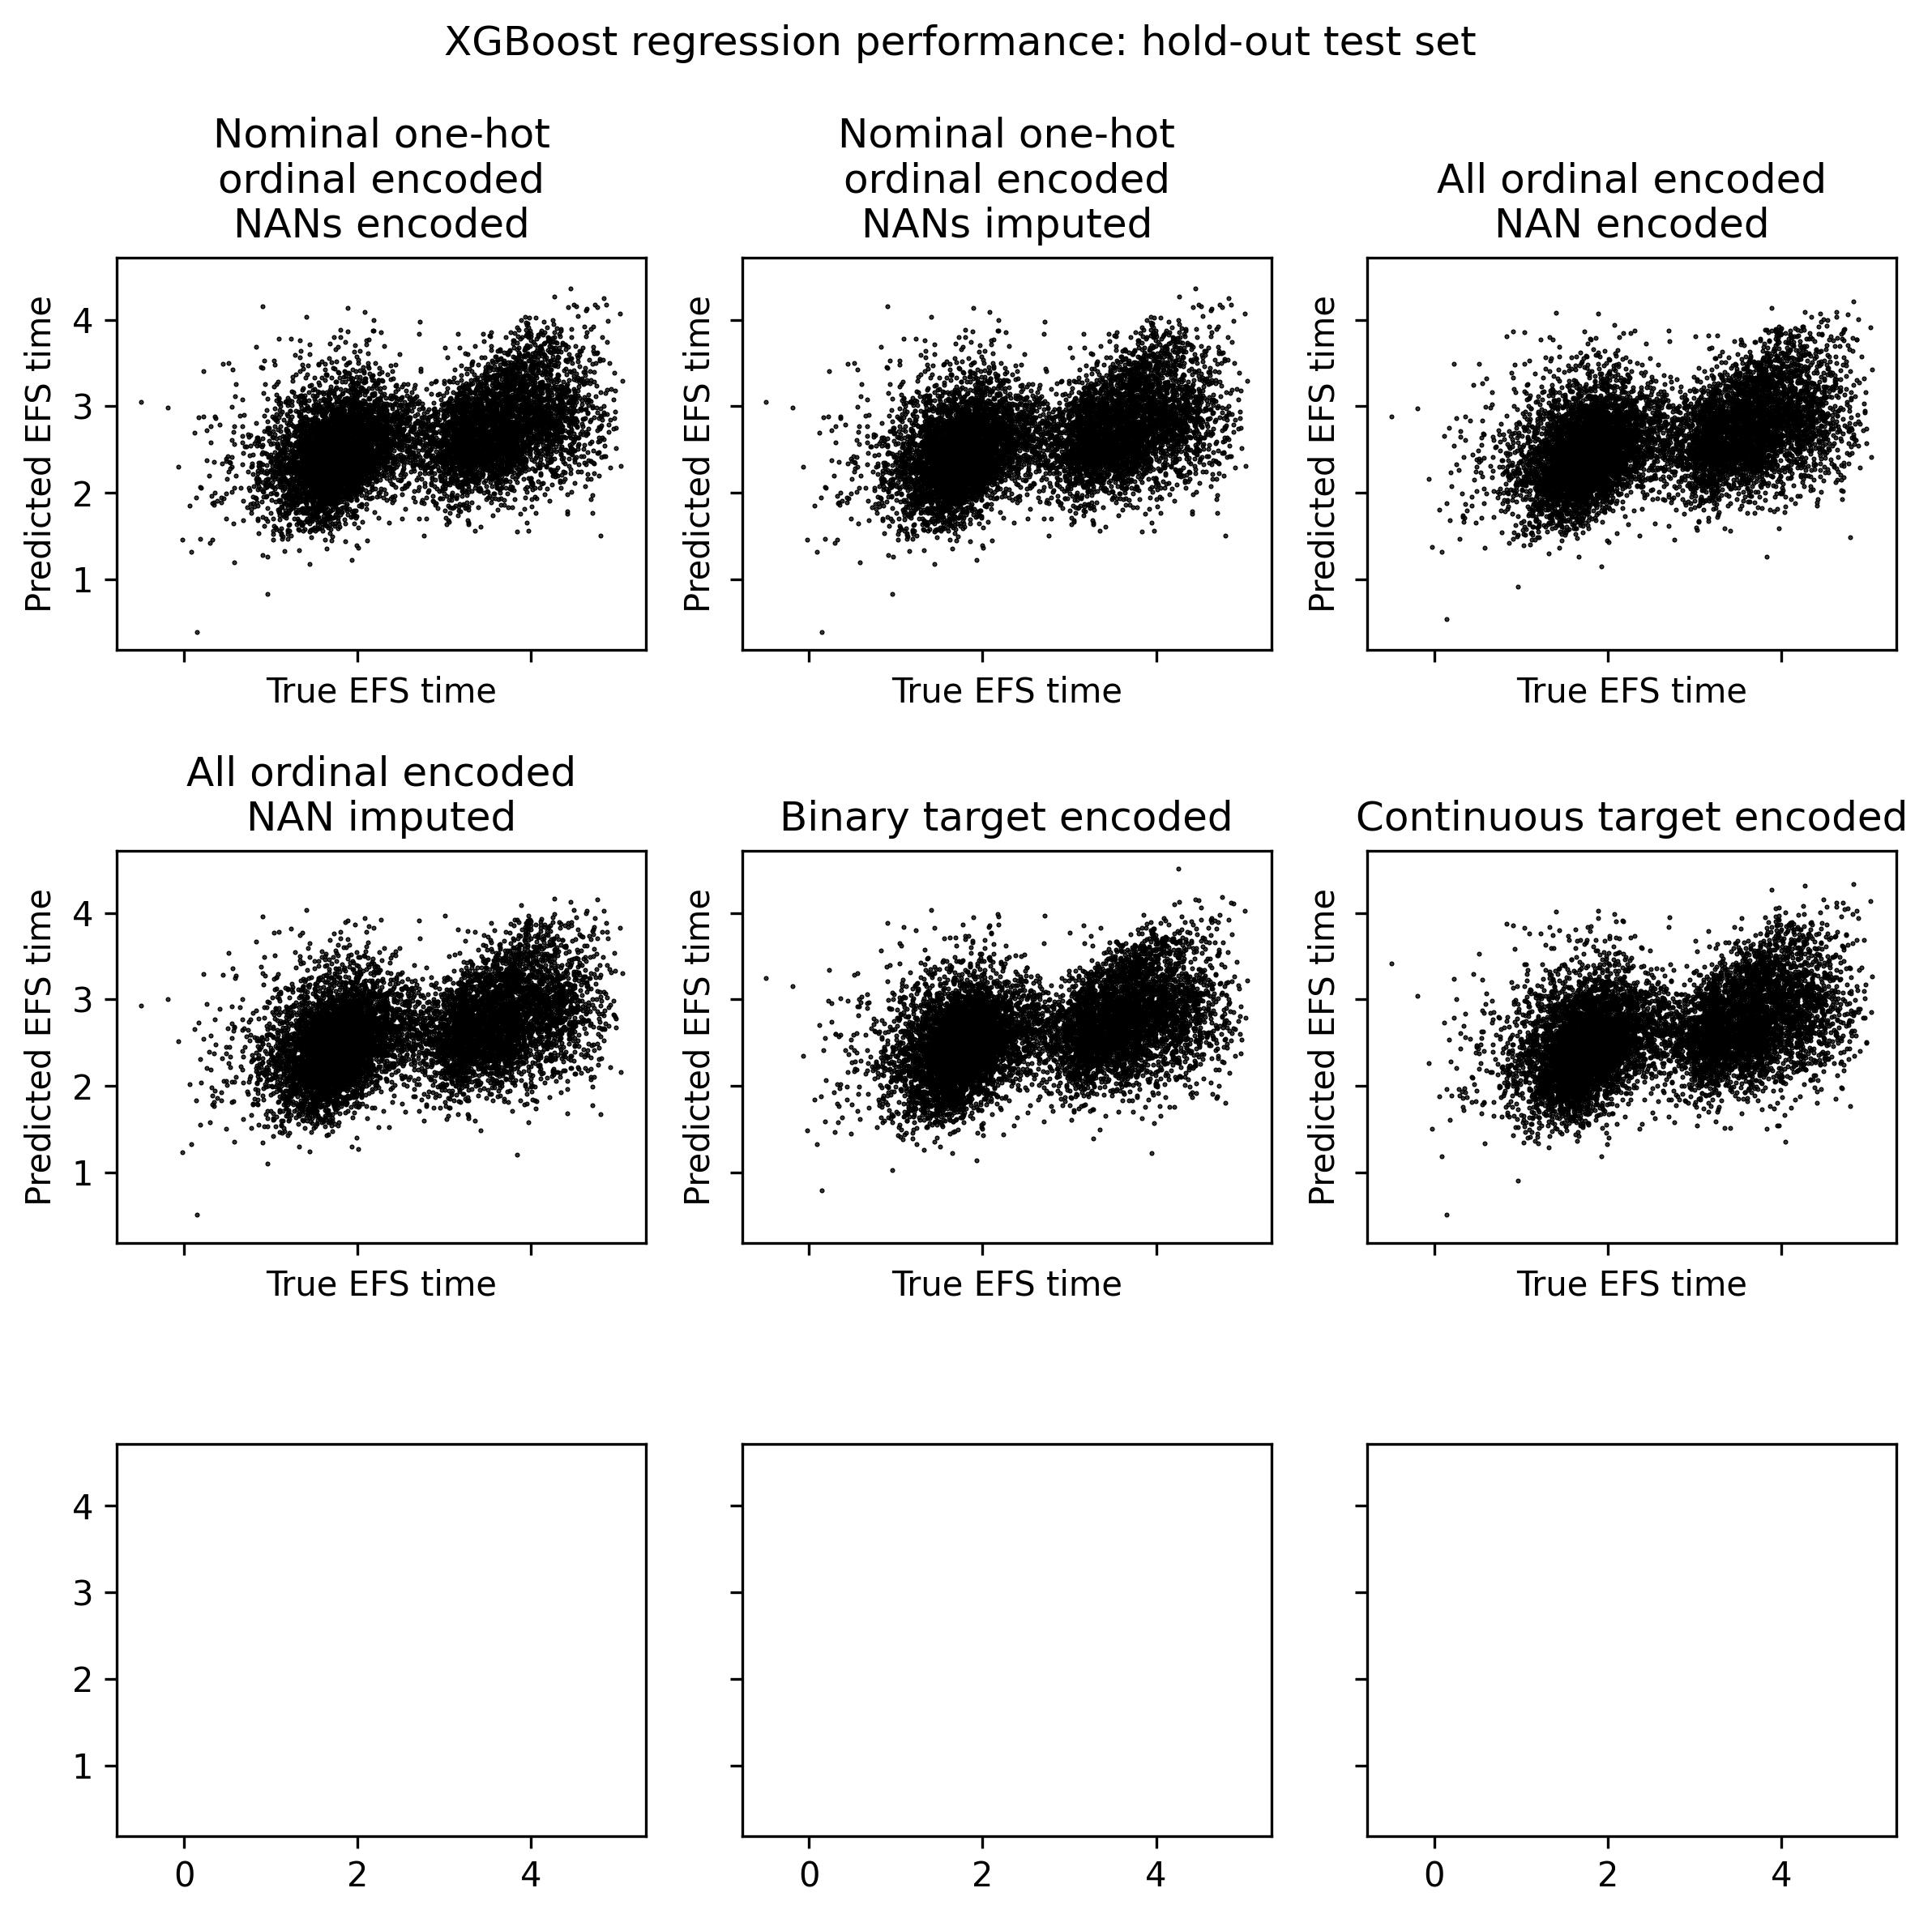 XGBoost regression performance: hold-out test set
Nominal one-hot
ordinal encoded
NANs encoded
Nominal one-hot
ordinal encoded
NANs imputed
All ordinal encoded
NAN encoded
Predicted EFS time
4
3
2
1
True EFS time
Predicted EFS time
True EFS time
Predicted EFS time
True EFS time
All ordinal encoded
NAN imputed
Binary target encoded
Continuous target encoded
Predicted EFS time
4
3
2
1
True EFS time
Predicted EFS time
True EFS time
Predicted EFS time
True EFS time
4
3
2
1
0 2 4
0 2 4
0 2 4